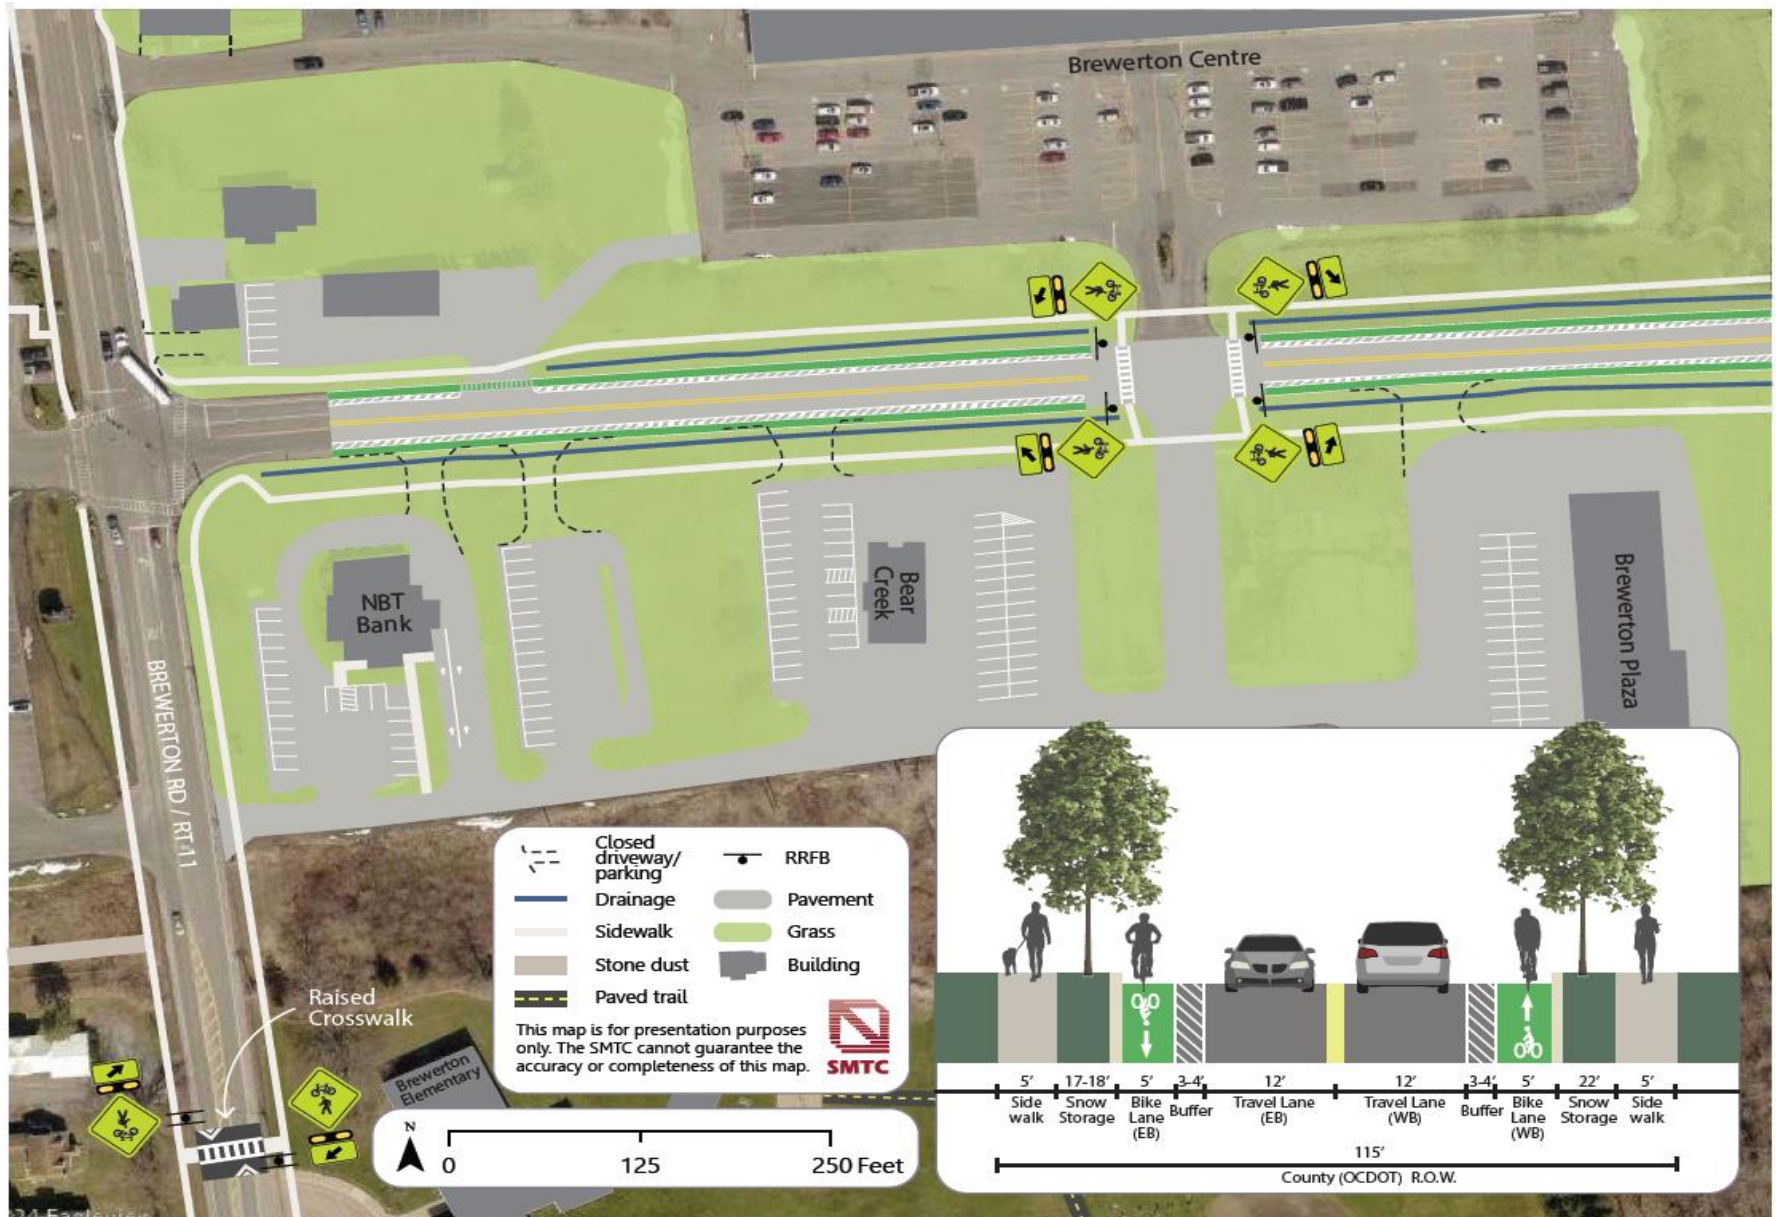 Brewerton Centre
NBT
Bank
Bear
Creek
Brewerton Plaza
BREWERTON RD / RT 11
Raised
Crosswalk
Brewerton
Elementary
Closed
driveway/
parking
Drainage
Sidewalk
Stone dust
Paved trail
RRFB
Pavement
Grass
Building
This map is for presentation purposes
only. The SMTC cannot guarantee the
accuracy or completeness of this map.
SMTC
N
0 125 250 Feet
5' 17-18' 5' 3-4' 12' 12' 3-4' 5' 22' 5'
Side
walk
Snow
Storage
Bike
Lane
(EB)
Buffer
Travel Lane
(EB)
Travel Lane
(WB)
Buffer
Bike
Lane
(WB)
Snow
Storage
Side
walk
115'
County (OCDOT) R.O.W.